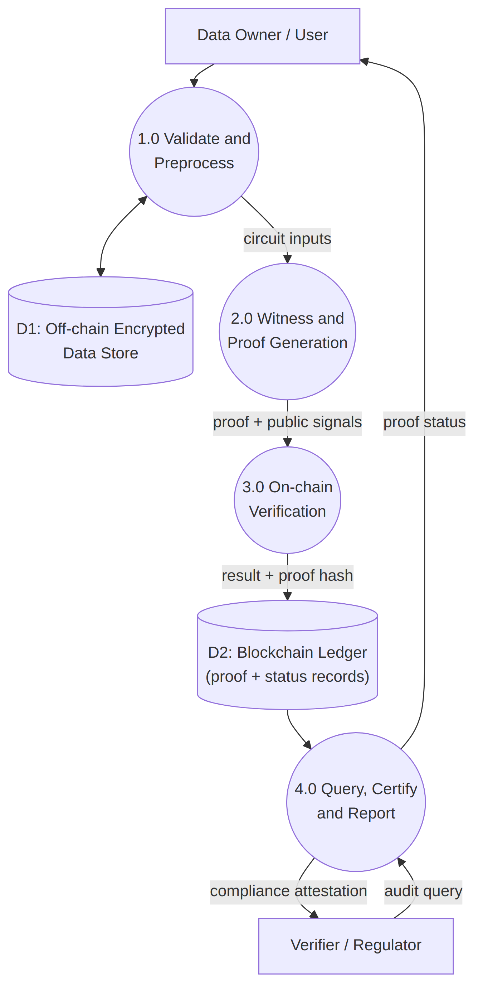 Data Owner / User
1.0 Validate and
Preprocess
circuit inputs
D1: Off-chain Encrypted
Data Store
2.0 Witness and
Proof Generation
proof + public signals
proof status
3.0 On-chain
Verification
result + proof hash
D2: Blockchain Ledger
(proof + status records)
4.0 Query, Certify
and Report
compliance attestation
audit query
Verifier / Regulator